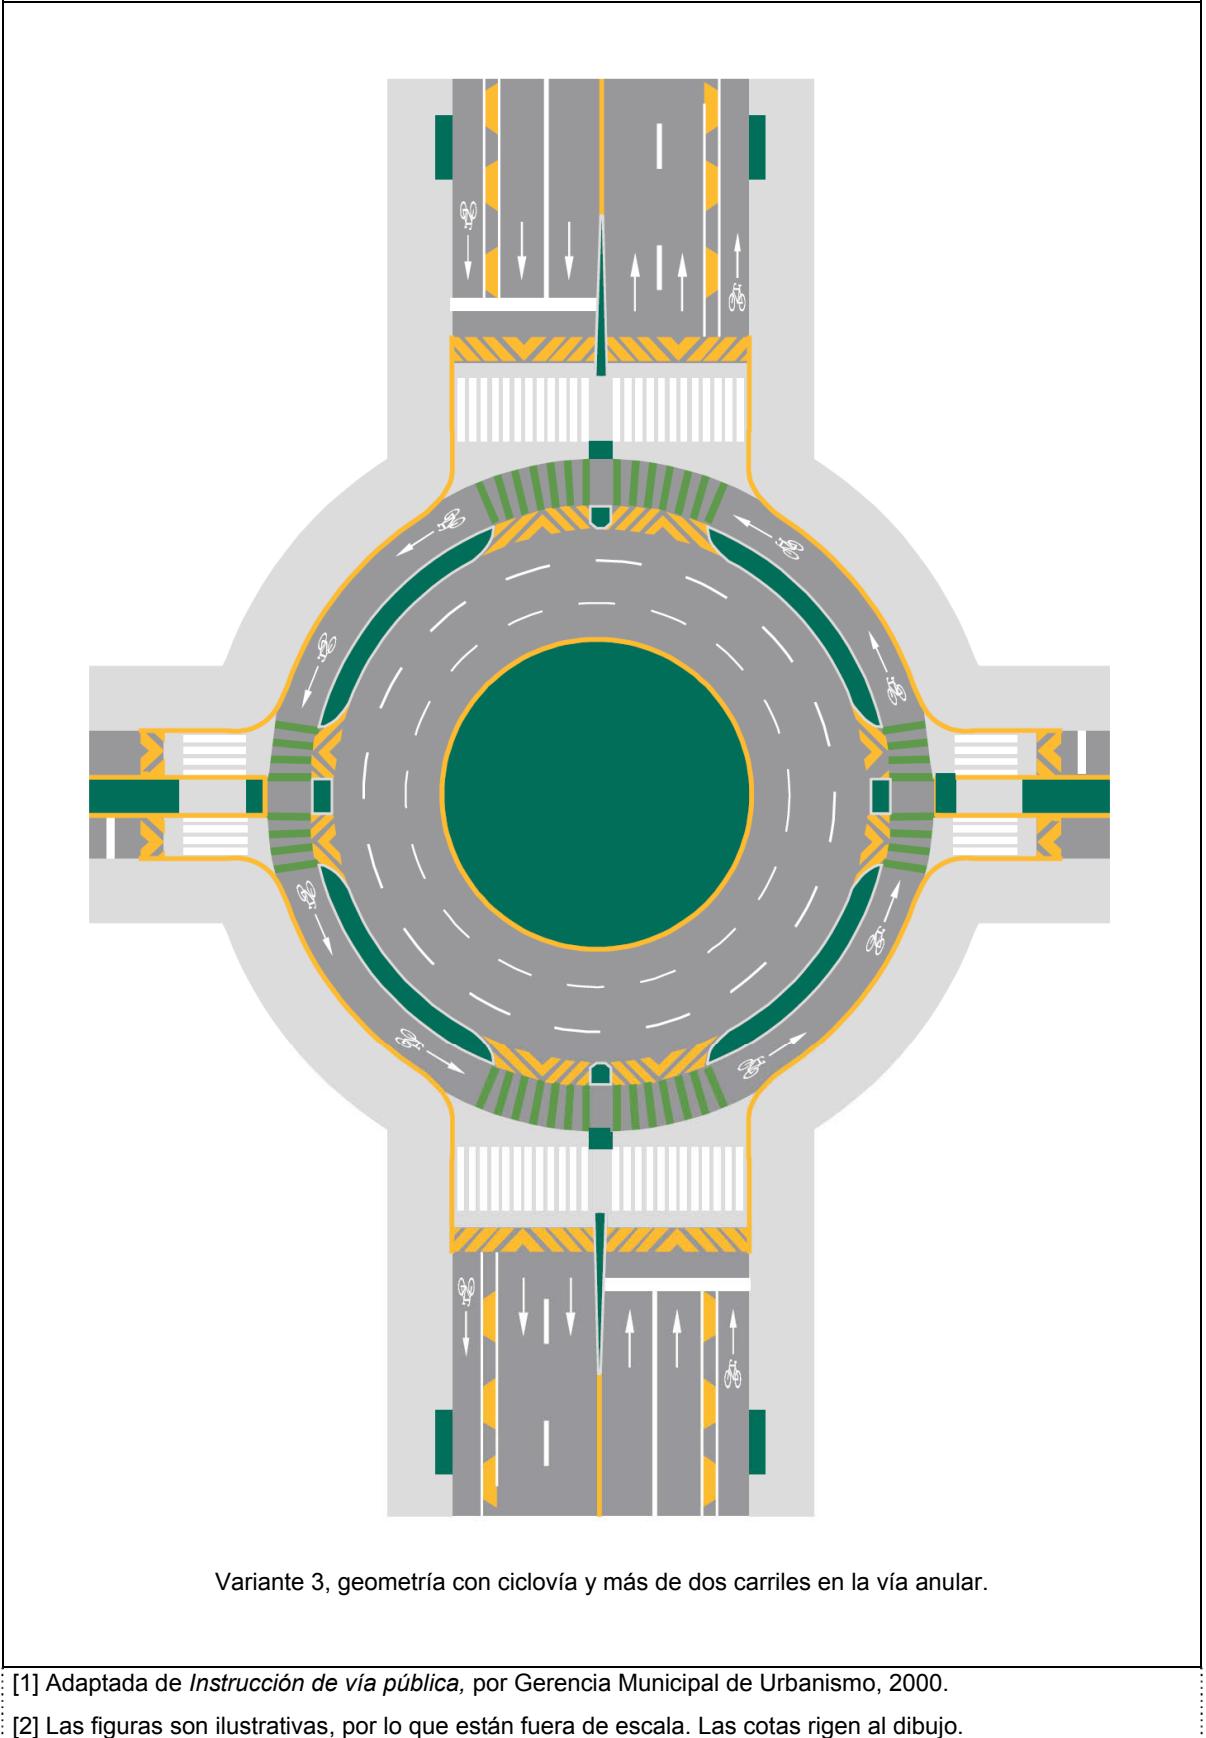 Variante 3, geometría con ciclovía y más de dos carriles en la vía anular.
[1] Adaptada de Instrucción de vía pública, por Gerencia Municipal de Urbanismo, 2000.
[2] Las figuras son ilustrativas, por lo que están fuera de escala. Las cotas rigen al dibujo.